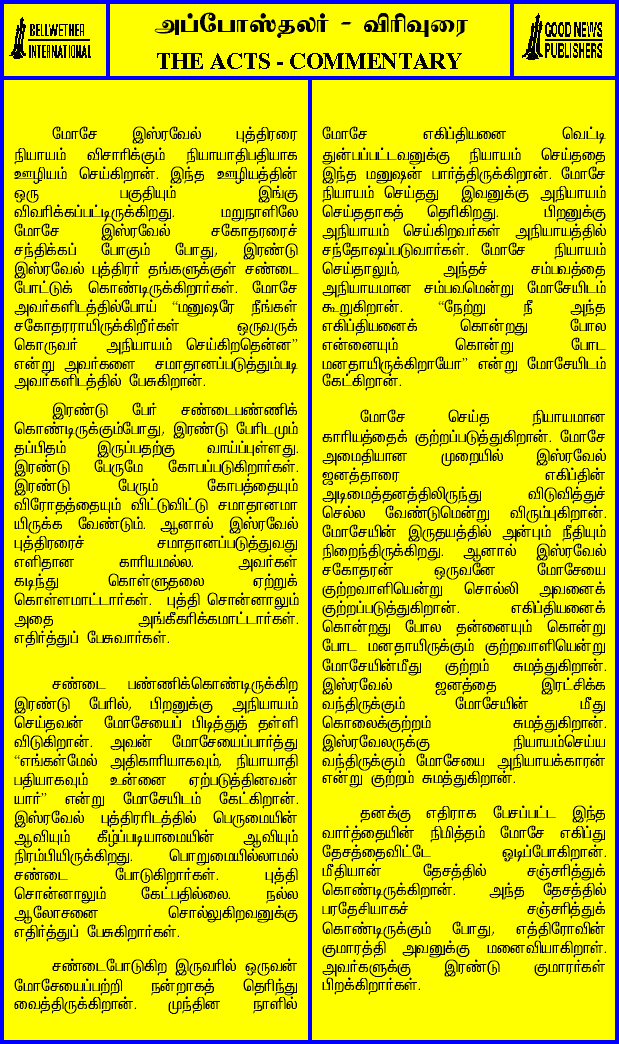 BELLWETHER
INTERNATIONAL
அப்போஸ்தலர் - விரிவுரை
THE ACTS - COMMENTARY
GOOD NEWS
PUBLISHERS
மோசே இஸ்ரவேல் புத்திரரை
நியாயம் விசாரிக்கும் நியாயாதிபதியாக
ஊழியம் செய்கிறான். இந்த ஊழியத்தின்
ஒரு பகுதியும் இங்கு
விவரிக்கப்பட்டிருக்கிறது. மறுநாளிலே
மோசே இஸ்ரவேல் சகோதரரைச்
சந்திக்கப் போகும் போது, இரண்டு
இஸ்ரவேல் புத்திரர் தங்களுக்குள் சண்டை
போட்டுக் கொண்டிருக்கிறார்கள். மோசே
அவர்களிடத்தில்போய் “மனுஷரே நீங்கள்
சகோதரராயிருக்கிறீர்கள் ஒருவருக்
கொருவர் அநியாயம் செய்கிறதென்ன”
என்று அவர்களை சமாதானப்படுத்தும்படி
அவர்களிடத்தில் பேசுகிறான்.
இரண்டு பேர் சண்டைபண்ணிக்
கொண்டிருக்கும்போது, இரண்டு பேரிடமும்
தப்பிதம் இருப்பதற்கு வாய்ப்புள்ளது.
இரண்டு பேருமே கோபப்படுகிறார்கள்.
இரண்டு பேரும் கோபத்தையும்
விரோதத்தையும் விட்டுவிட்டு சமாதானமா
யிருக்க வேண்டும். ஆனால் இஸ்ரவேல்
புத்திரரைச் சமாதானப்படுத்துவது
எளிதான காரியமல்ல. அவர்கள்
கடிந்து கொள்ளுதலை ஏற்றுக்
கொள்ளமாட்டார்கள். புத்தி சொன்னாலும்
அதை அங்கீகரிக்கமாட்டார்கள்.
எதிர்த்துப் பேசுவார்கள்.
சண்டை பண்ணிக்கொண்டிருக்கிற
இரண்டு பேரில், பிறனுக்கு அநியாயம்
செய்தவன் மோசேயைப் பிடித்துத் தள்ளி
விடுகிறான். அவன் மோசேயைப்பார்த்து
“எங்கள்மேல் அதிகாரியாகவும், நியாயாதி
பதியாகவும் உன்னை ஏற்படுத்தினவன்
யார்” என்று மோசேயிடம் கேட்கிறான்.
இஸ்ரவேல் புத்திரரிடத்தில் பெருமையின்
ஆவியும் கீழ்ப்படியாமையின் ஆவியும்
நிரம்பியிருக்கிறது. பொறுமையில்லாமல்
சண்டை போடுகிறார்கள். புத்தி
சொன்னாலும் கேட்பதில்லை. நல்ல
ஆலோசனை சொல்லுகிறவனுக்கு
எதிர்த்துப் பேசுகிறார்கள்.
சண்டைபோடுகிற இருவரில் ஒருவன்
மோசேயைப்பற்றி நன்றாகத் தெரிந்து
வைத்திருக்கிறான். முந்தின நாளில்
மோசே எகிப்தியனை வெட்டி
துன்பப்பட்டவனுக்கு நியாயம் செய்ததை
இந்த மனுஷன் பார்த்திருக்கிறான். மோசே
நியாயம் செய்தது இவனுக்கு அநியாயம்
செய்ததாகத் தெரிகிறது. பிறனுக்கு
அநியாயம் செய்கிறவர்கள் அநியாயத்தில்
சந்தோஷப்படுவார்கள். மோசே நியாயம்
செய்தாலும், அந்தச் சம்பவத்தை
அநியாயமான சம்பவமென்று மோசேயிடம்
கூறுகிறான். “நேற்று நீ அந்த
எகிப்தியனைக் கொன்றது போல
என்னையும் கொன்று போட
மனதாயிருக்கிறாயோ” என்று மோசேயிடம்
கேட்கிறான்.
மோசே செய்த நியாயமான
காரியத்தைக் குற்றப்படுத்துகிறான். மோசே
அமைதியான முறையில் இஸ்ரவேல்
ஜனத்தாரை எகிப்தின்
அடிமைத்தனத்திலிருந்து விடுவித்துச்
செல்ல வேண்டுமென்று விரும்புகிறான்.
மோசேயின் இருதயத்தில் அன்பும் நீதியும்
நிறைந்திருக்கிறது. ஆனால் இஸ்ரவேல்
சகோதரன் ஒருவனே மோசேயை
குற்றவாளியென்று சொல்லி அவனைக்
குற்றப்படுத்துகிறான். எகிப்தியனைக்
கொன்றது போல தன்னையும் கொன்று
போட மனதாயிருக்கும் குற்றவாளியென்று
மோசேயின்மீது குற்றம் சுமத்துகிறான்.
இஸ்ரவேல் ஜனத்தை இரட்சிக்க
வந்திருக்கும் மோசேயின் மீது
கொலைக்குற்றம் சுமத்துகிறான்.
இஸ்ரவேலருக்கு நியாயம்செய்ய
வந்திருக்கும் மோசேயை அநியாயக்காரன்
என்று குற்றம் சுமத்துகிறான்.
தனக்கு எதிராக பேசப்பட்ட இந்த
வார்த்தையின் நிமித்தம் மோசே எகிப்து
தேசத்தைவிட்டே ஓடிப்போகிறான்.
மீதியான் தேசத்தில் சஞ்சரித்துக்
கொண்டிருக்கிறான். அந்த தேசத்தில்
பரதேசியாகச் சஞ்சரித்துக்
கொண்டிருக்கும் போது, எத்திரோவின்
குமாரத்தி அவனுக்கு மனைவியாகிறாள்.
அவர்களுக்கு இரண்டு குமாரர்கள்
பிறக்கிறார்கள்.